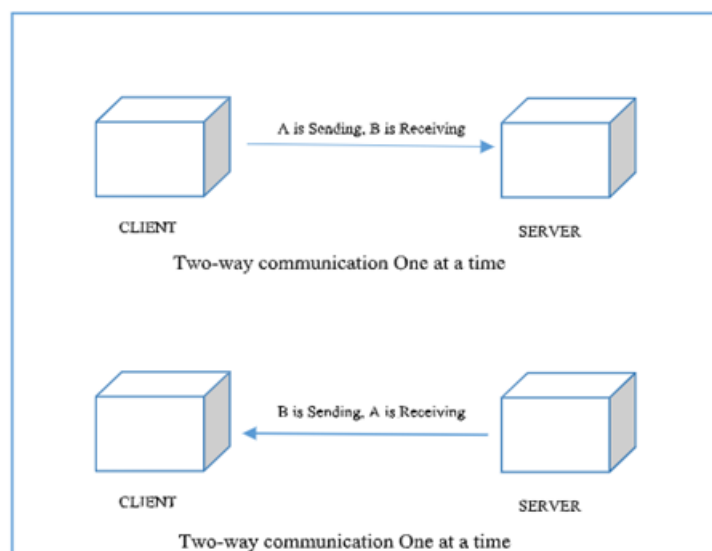 A is Sending, B is Receiving
CLIENT
SERVER
Two-way communication One at a time
B is Sending, A is Receiving
CLIENT
SERVER
Two-way communication One at a time